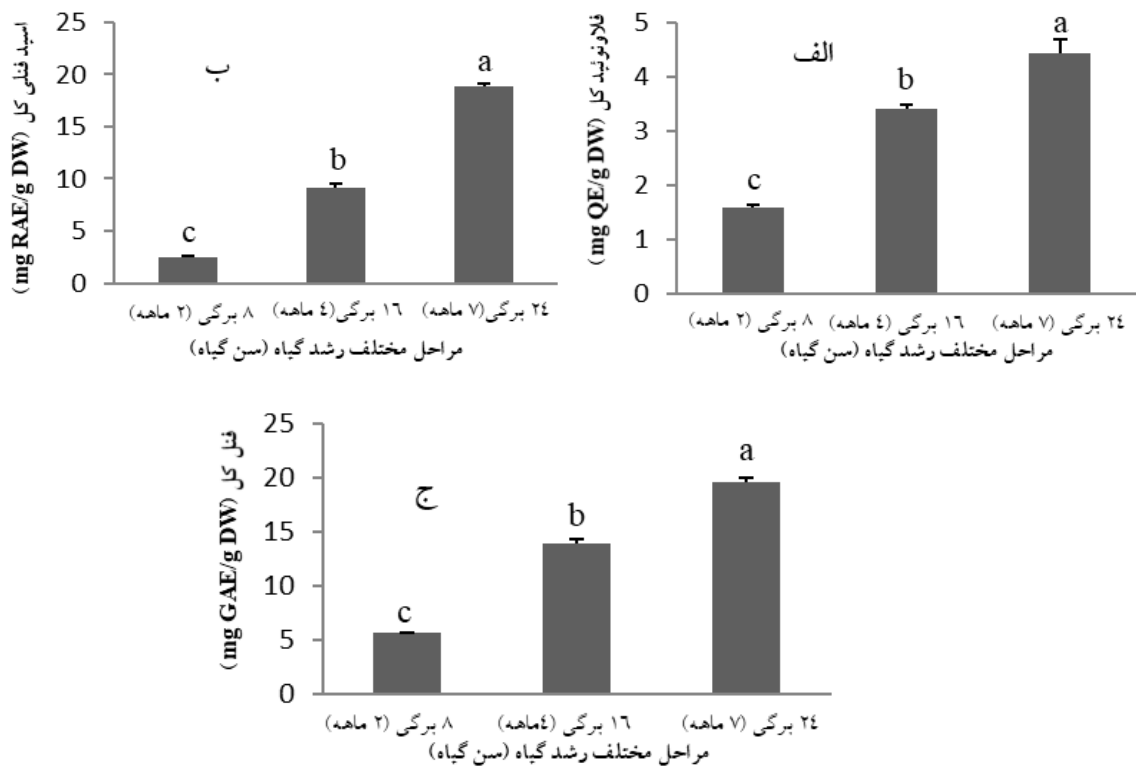 الف
فلاونوئید کل (mg QE/g DW)
5
4
3
2
1
0
c
b
a
۸ برگی (۲ ماهه)
۱۶ برگی (٤ ماهه)
۲٤ برگی (۷ ماهه)
مراحل مختلف رشد گیاه (سن گیاه)
ب
اسید فنلی کل (mg RAE/g DW)
25
20
15
10
5
0
c
b
a
۸ برگی (۲ ماهه)
۱۶ برگی(٤ ماهه)
۲٤ برگی(۷ ماهه)
مراحل مختلف رشد گیاه (سن گیاه)
ج
فنل کل (mg GAE/g DW)
25
20
15
10
5
0
c
b
a
۸ برگی (۲ ماهه)
۱۶ برگی (٤ماهه)
۲٤ برگی (۷ ماهه)
مراحل مختلف رشد گیاه (سن گیاه)